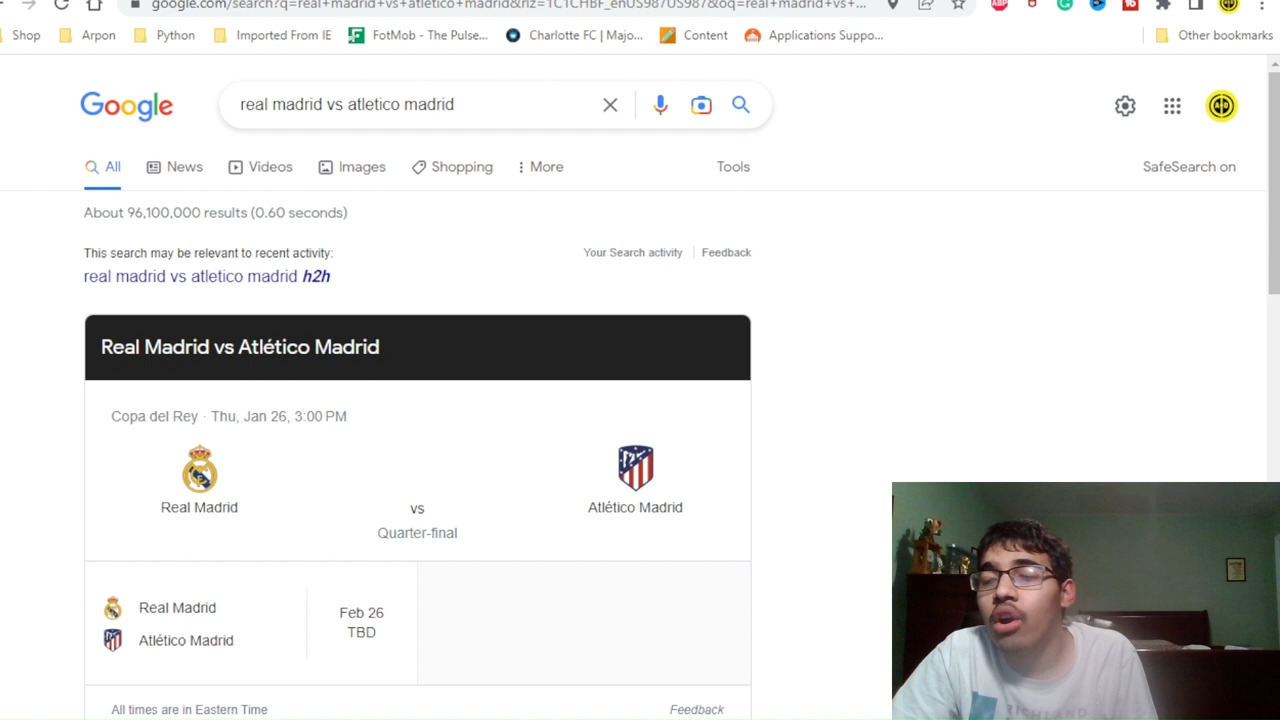 google.com/search?q=real+madrid+vs+atletico+madrid&rlz=1C1CHBF_enUS987US987&oq=real+madrid+vs+...
ABP
16
Shop Arpon Python Imported From IE FotMob - The Pulse... Charlotte FC | Majo... Content Applications Suppo... Other bookmarks
Google real madrid vs atletico madrid
All News Videos Images Shopping More Tools SafeSearch on
About 96,100,000 results (0.60 seconds)
This search may be relevant to recent activity: Your Search activity Feedback
real madrid vs atletico madrid h2h
Real Madrid vs Atlético Madrid
Copa del Rey · Thu, Jan 26, 3:00 PM
Real Madrid vs Atlético Madrid
Quarter-final
Real Madrid
Atlético Madrid
Feb 26
TBD
All times are in Eastern Time Feedback
RICHLAND